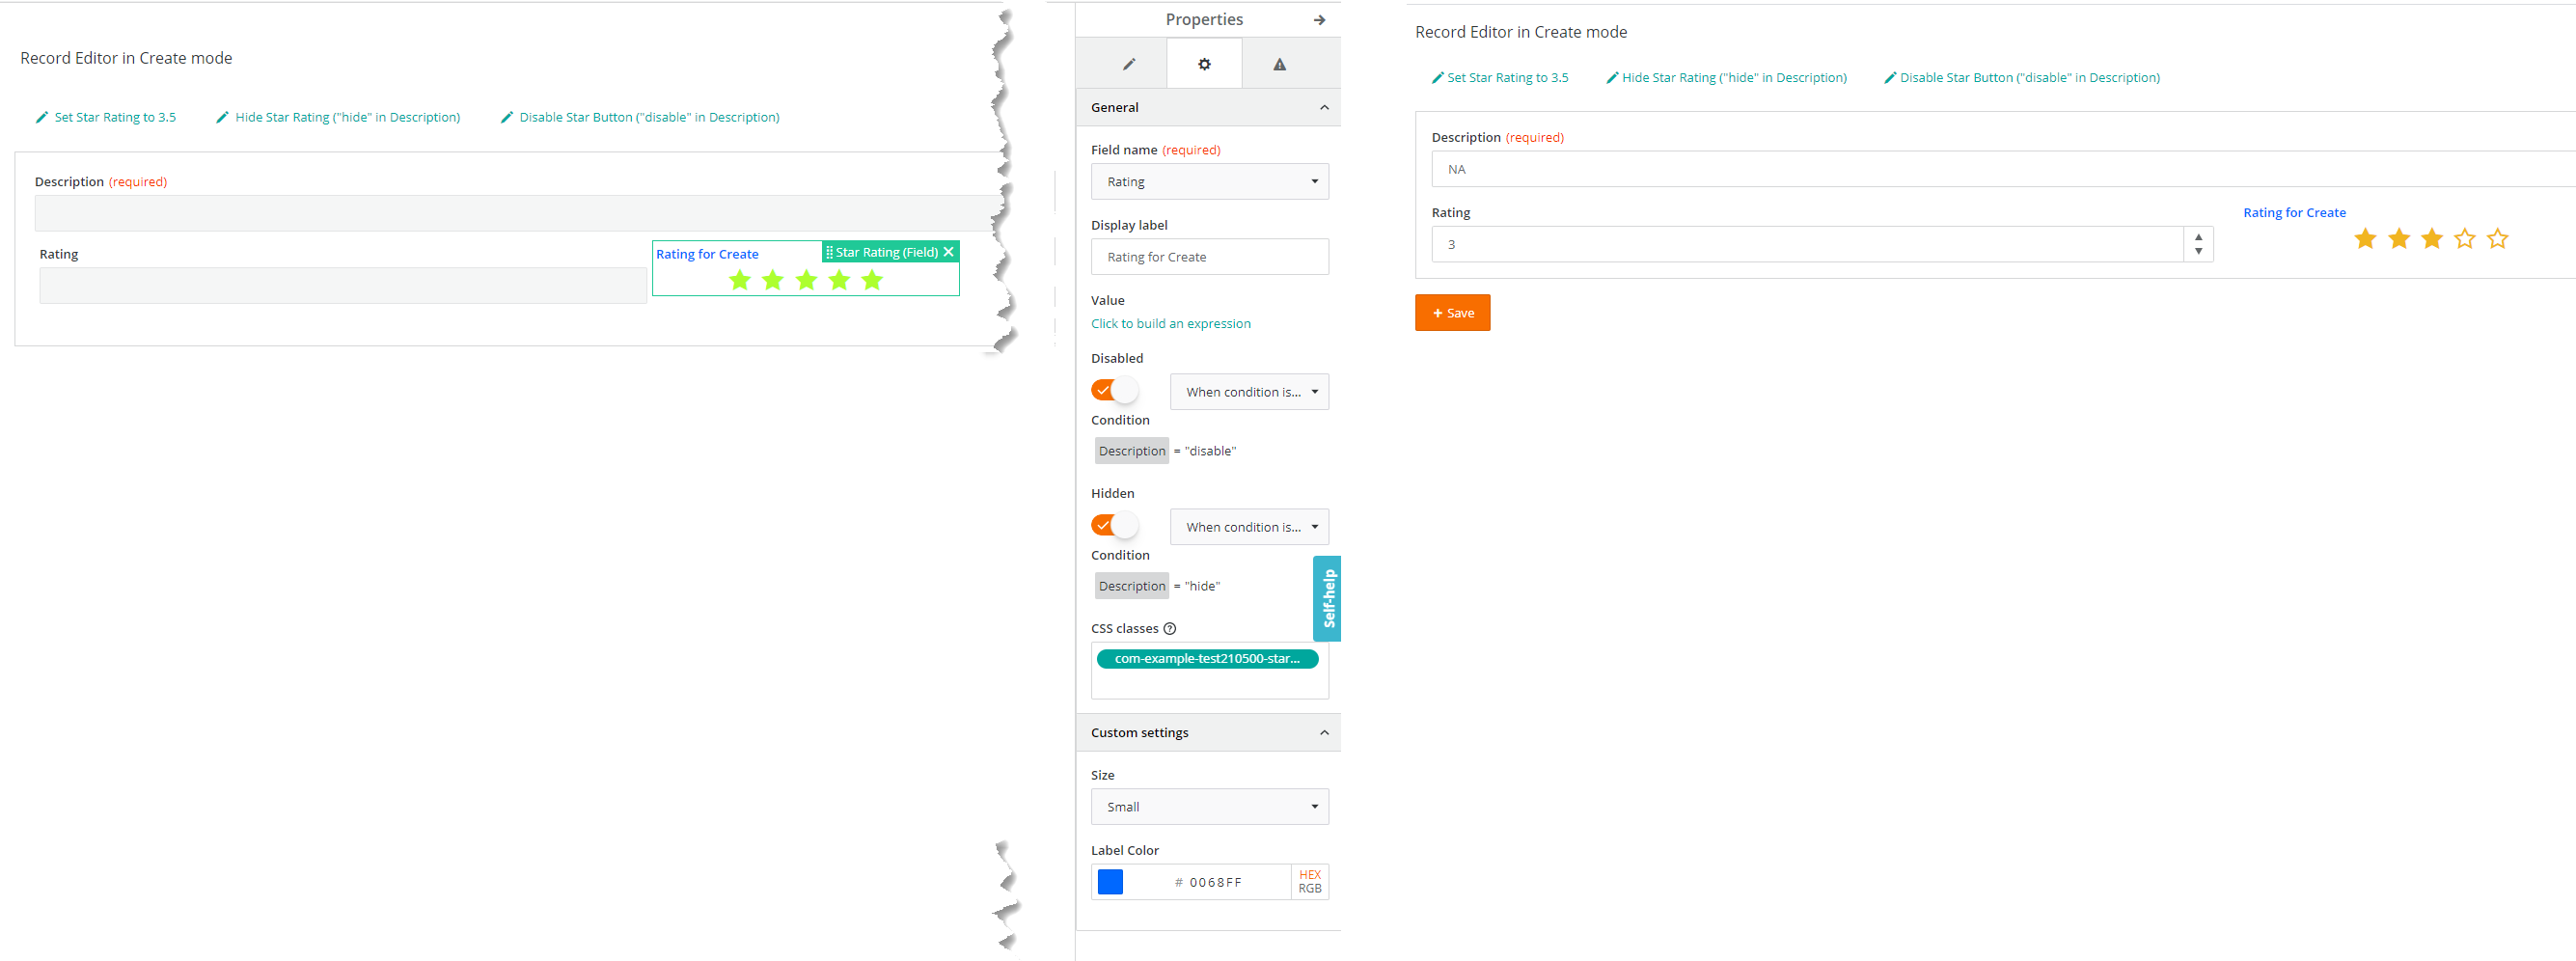 Record Editor in Create mode
Set Star Rating to 3.5 Hide Star Rating ("hide" in Description) Disable Star Button ("disable" in Description)
Description (required)
Rating
Rating for Create Star Rating (Field)
Properties
General
Field name (required)
Rating
Display label
Rating for Create
Value
Click to build an expression
Disabled
When condition is...
Condition
Description = "disable"
Hidden
When condition is...
Condition
Description = "hide"
Self-help
CSS classes
com-example-test210500-star...
Custom settings
Size
Small
Label Color
# 0068FF HEX
RGB
Record Editor in Create mode
Set Star Rating to 3.5 Hide Star Rating ("hide" in Description) Disable Star Button ("disable" in Description)
Description (required)
NA
Rating Rating for Create
3
+ Save